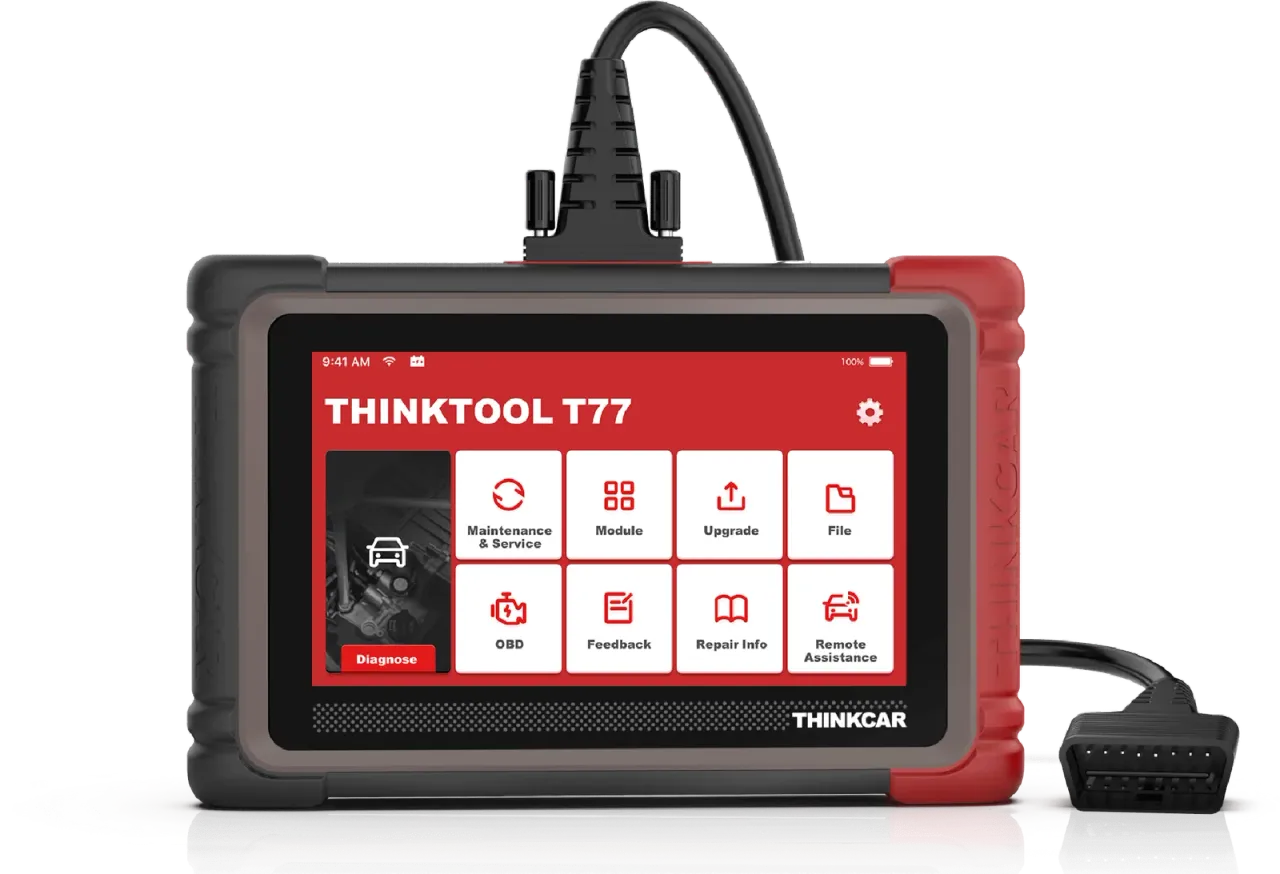 9:41 AM
100%
THINKTOOL T77
Diagnose
Maintenance
& Service
Module
Upgrade
File
OBD
Feedback
Repair Info
Remote
Assistance
THINKCAR
THINKCAR